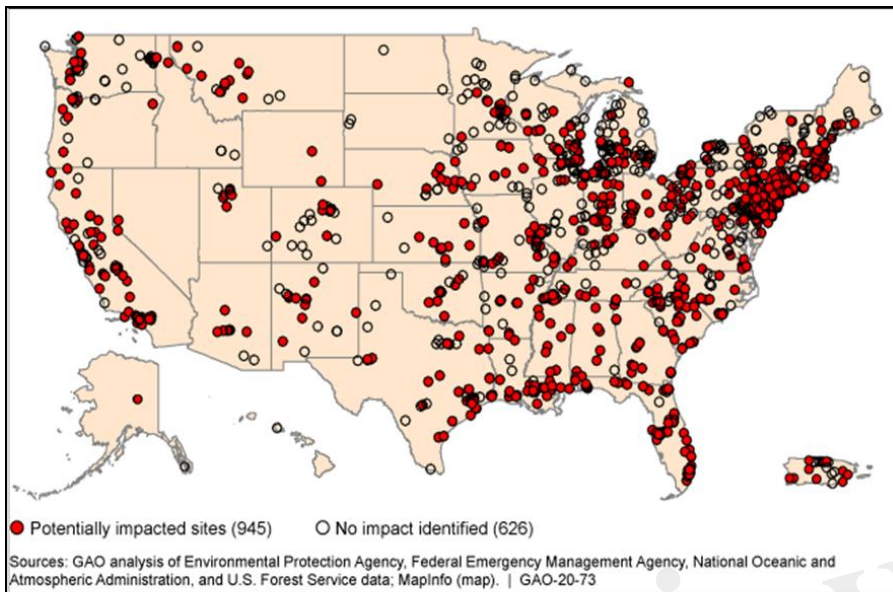 Potentially impacted sites (945) No impact identified (626)
Sources: GAO analysis of Environmental Protection Agency, Federal Emergency Management Agency, National Oceanic and
Atmospheric Administration, and U.S. Forest Service data; MapInfo (map). | GAO-20-73